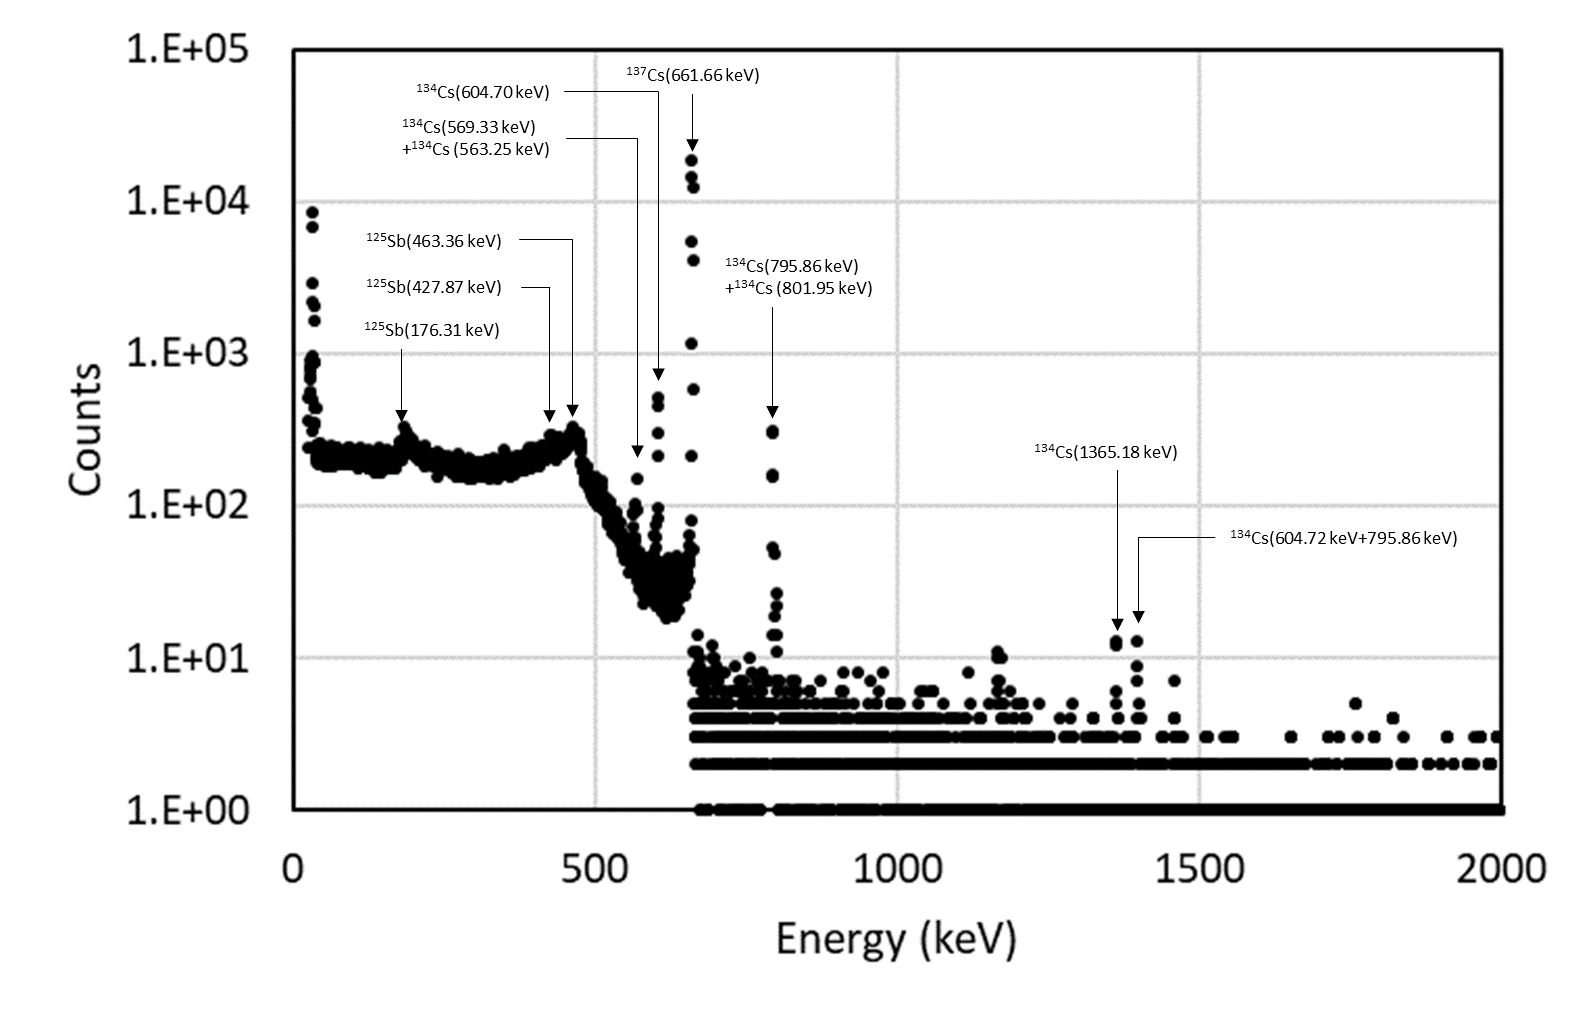 1.E+05
1.E+04
1.E+03
1.E+02
1.E+01
1.E+00
Counts
¹³⁷Cs(661.66 keV)
¹³⁴Cs(604.70 keV)
¹³⁴Cs(569.33 keV)
+¹³⁴Cs (563.25 keV)
¹²⁵Sb(463.36 keV)
¹²⁵Sb(427.87 keV)
¹²⁵Sb(176.31 keV)
¹³⁴Cs(795.86 keV)
+¹³⁴Cs (801.95 keV)
¹³⁴Cs(1365.18 keV)
¹³⁴Cs(604.72 keV+795.86 keV)
0 500 1000 1500 2000
Energy (keV)